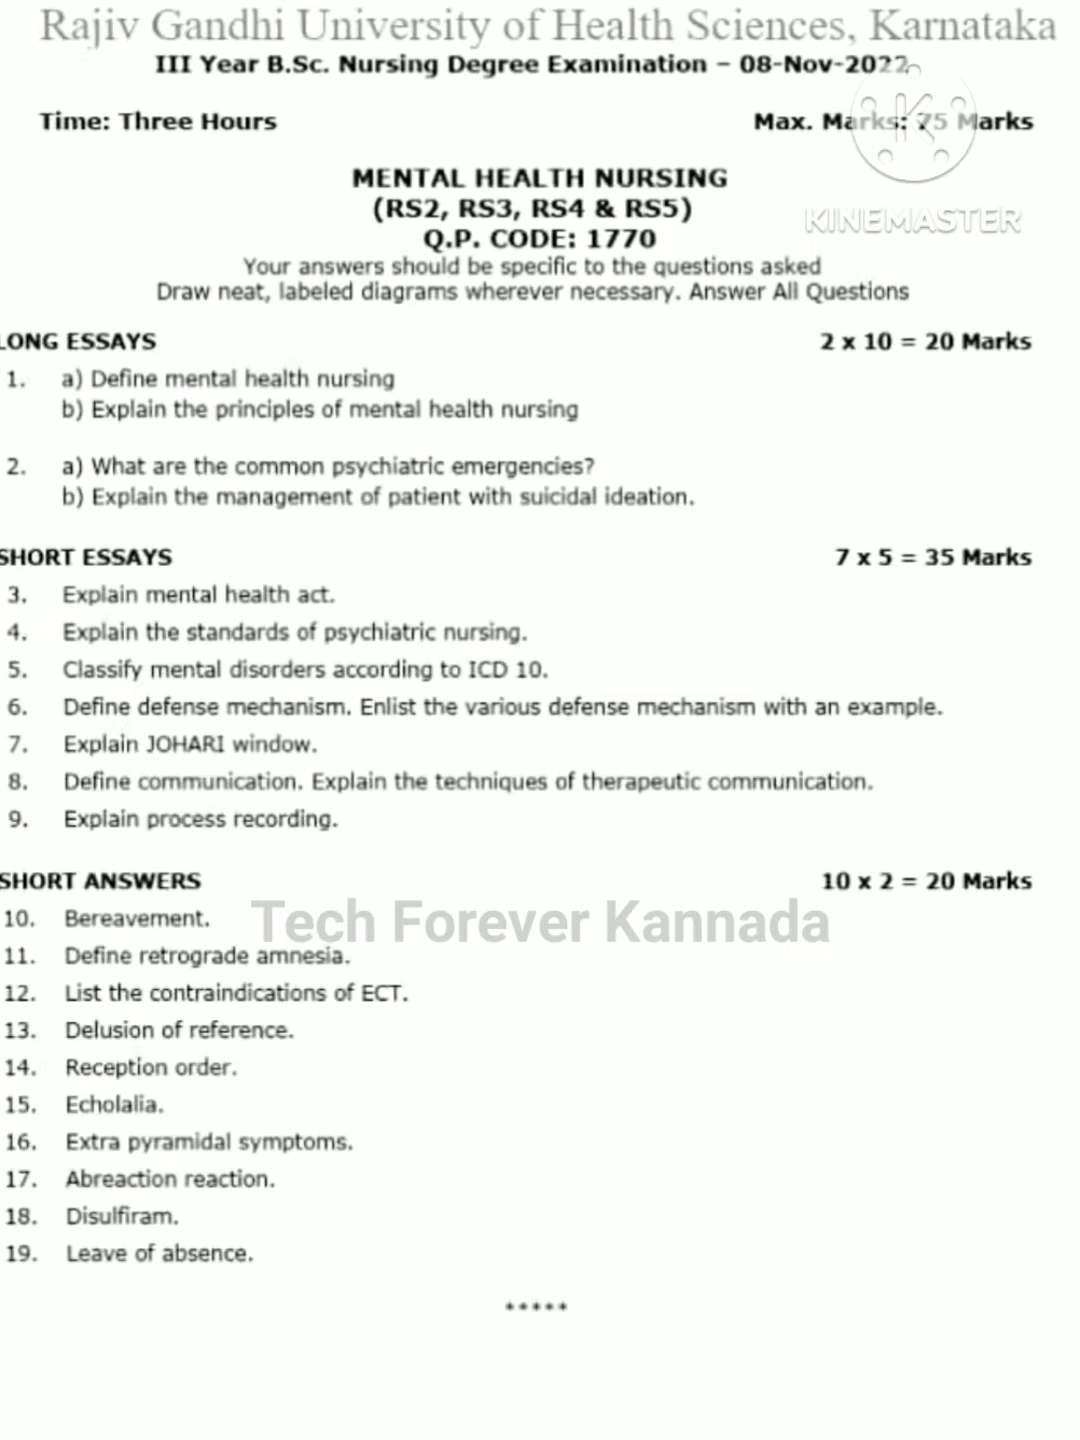 Rajiv Gandhi University of Health Sciences, Karnataka
III Year B.Sc. Nursing Degree Examination – 08-Nov-2022
Time: Three Hours Max. Marks: 75 Marks
MENTAL HEALTH NURSING
(RS2, RS3, RS4 & RS5)
KINEMASTER
Q.P. CODE: 1770
Your answers should be specific to the questions asked
Draw neat, labeled diagrams wherever necessary. Answer All Questions
LONG ESSAYS 2 x 10 = 20 Marks
1. a) Define mental health nursing
b) Explain the principles of mental health nursing
2. a) What are the common psychiatric emergencies?
b) Explain the management of patient with suicidal ideation.
SHORT ESSAYS 7 x 5 = 35 Marks
3. Explain mental health act.
4. Explain the standards of psychiatric nursing.
5. Classify mental disorders according to ICD 10.
6. Define defense mechanism. Enlist the various defense mechanism with an example.
7. Explain JOHARI window.
8. Define communication. Explain the techniques of therapeutic communication.
9. Explain process recording.
SHORT ANSWERS 10 x 2 = 20 Marks
10. Bereavement.
Tech Forever Kannada
11. Define retrograde amnesia.
12. List the contraindications of ECT.
13. Delusion of reference.
14. Reception order.
15. Echolalia.
16. Extra pyramidal symptoms.
17. Abreaction reaction.
18. Disulfiram.
19. Leave of absence.
*****